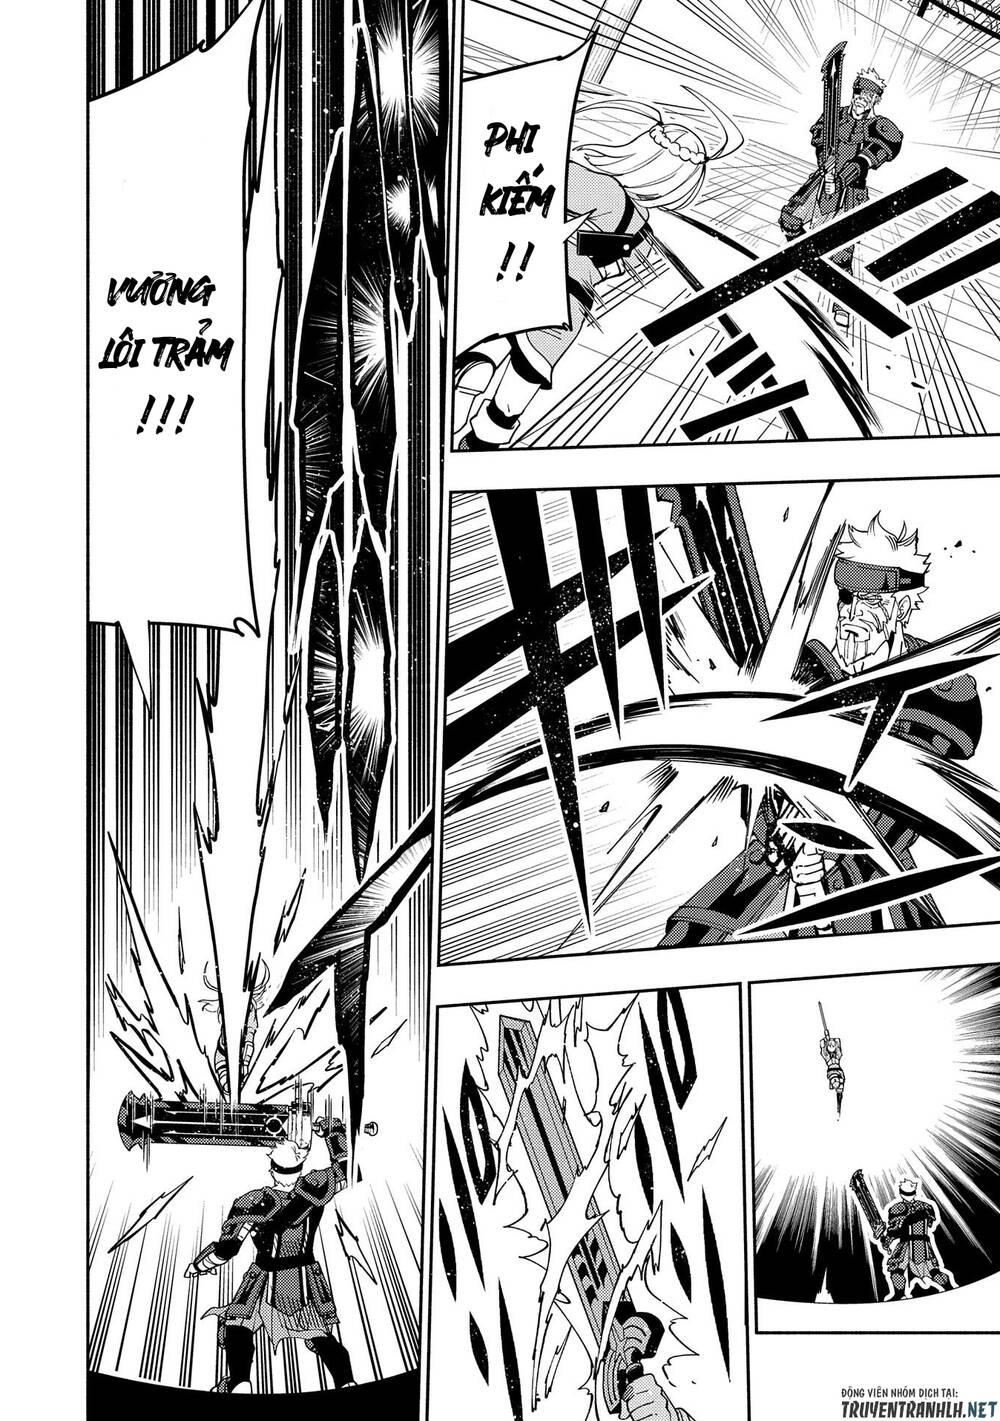 PHI
KIẾM
!!
VƯƠNG
LÔI TRẢM
!!!
ĐỘNG VIÊN NHÓM DỊCH TẠI:
TRUYENTRANHLH.NET